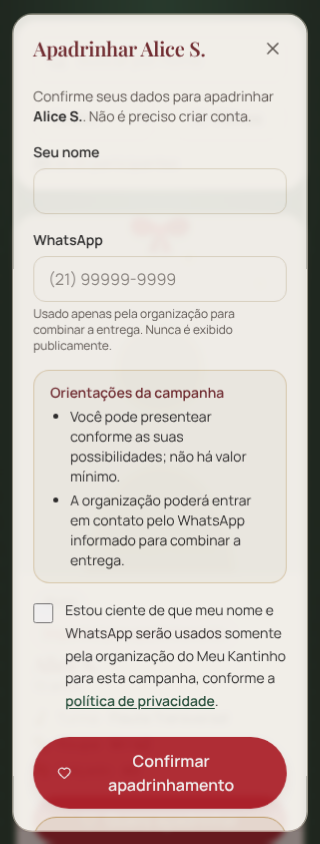 Apadrinhar Alice S.
Confirme seus dados para apadrinhar
Alice S.. Não é preciso criar conta.
Seu nome
WhatsApp
(21) 99999-9999
Usado apenas pela organização para
combinar a entrega. Nunca é exibido
publicamente.
Orientações da campanha
• Você pode presentear
conforme as suas
possibilidades; não há valor
mínimo.
• A organização poderá entrar
em contato pelo WhatsApp
informado para combinar a
entrega.
Estou ciente de que meu nome e
WhatsApp serão usados somente
pela organização do Meu Kantinho
para esta campanha, conforme a
política de privacidade.
Confirmar
apadrinhamento